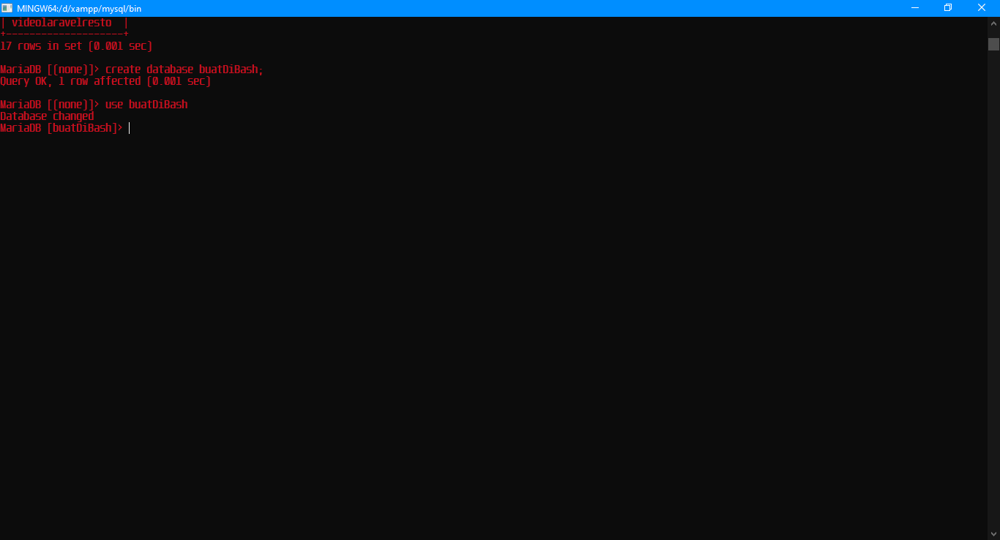 MINGW64:/d/xampp/mysql/bin
| videolaravelresto  |
+--------------------+
17 rows in set (0.001 sec)
MariaDB [(none)]> create database buatDiBash;
Query OK, 1 row affected (0.001 sec)
MariaDB [(none)]> use buatDiBash
Database changed
MariaDB [buatDiBash]>